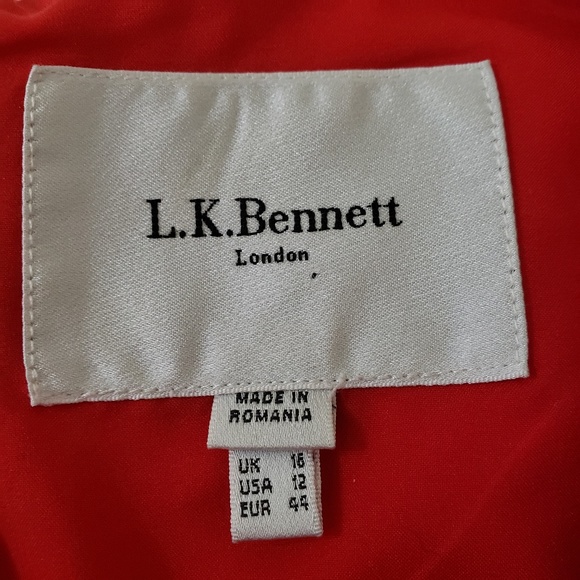 L.K.Bennett
London
MADE IN
ROMANIA
UK 16
USA 12
EUR 44